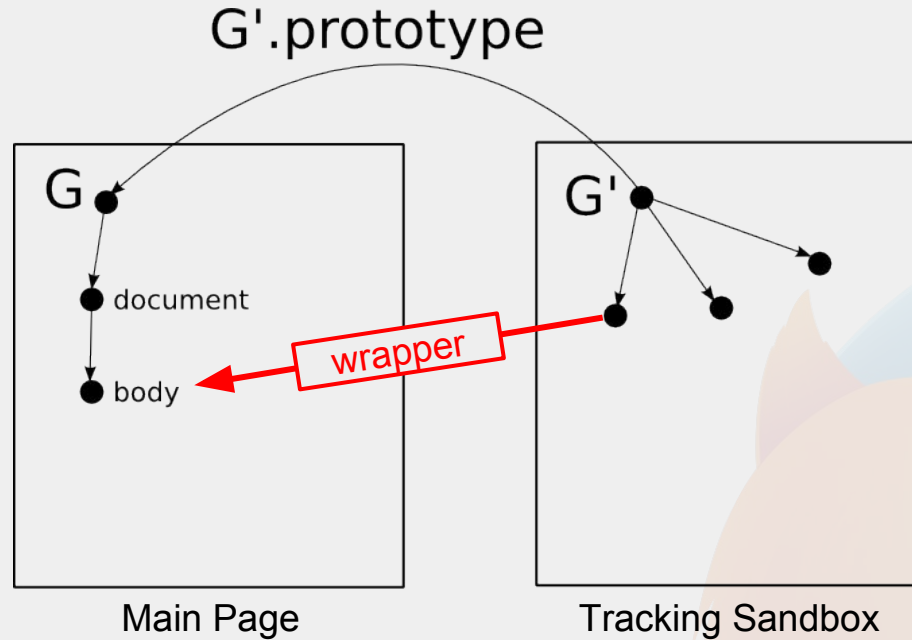 G'.prototype
G
G'
document
wrapper
body
Main Page
Tracking Sandbox